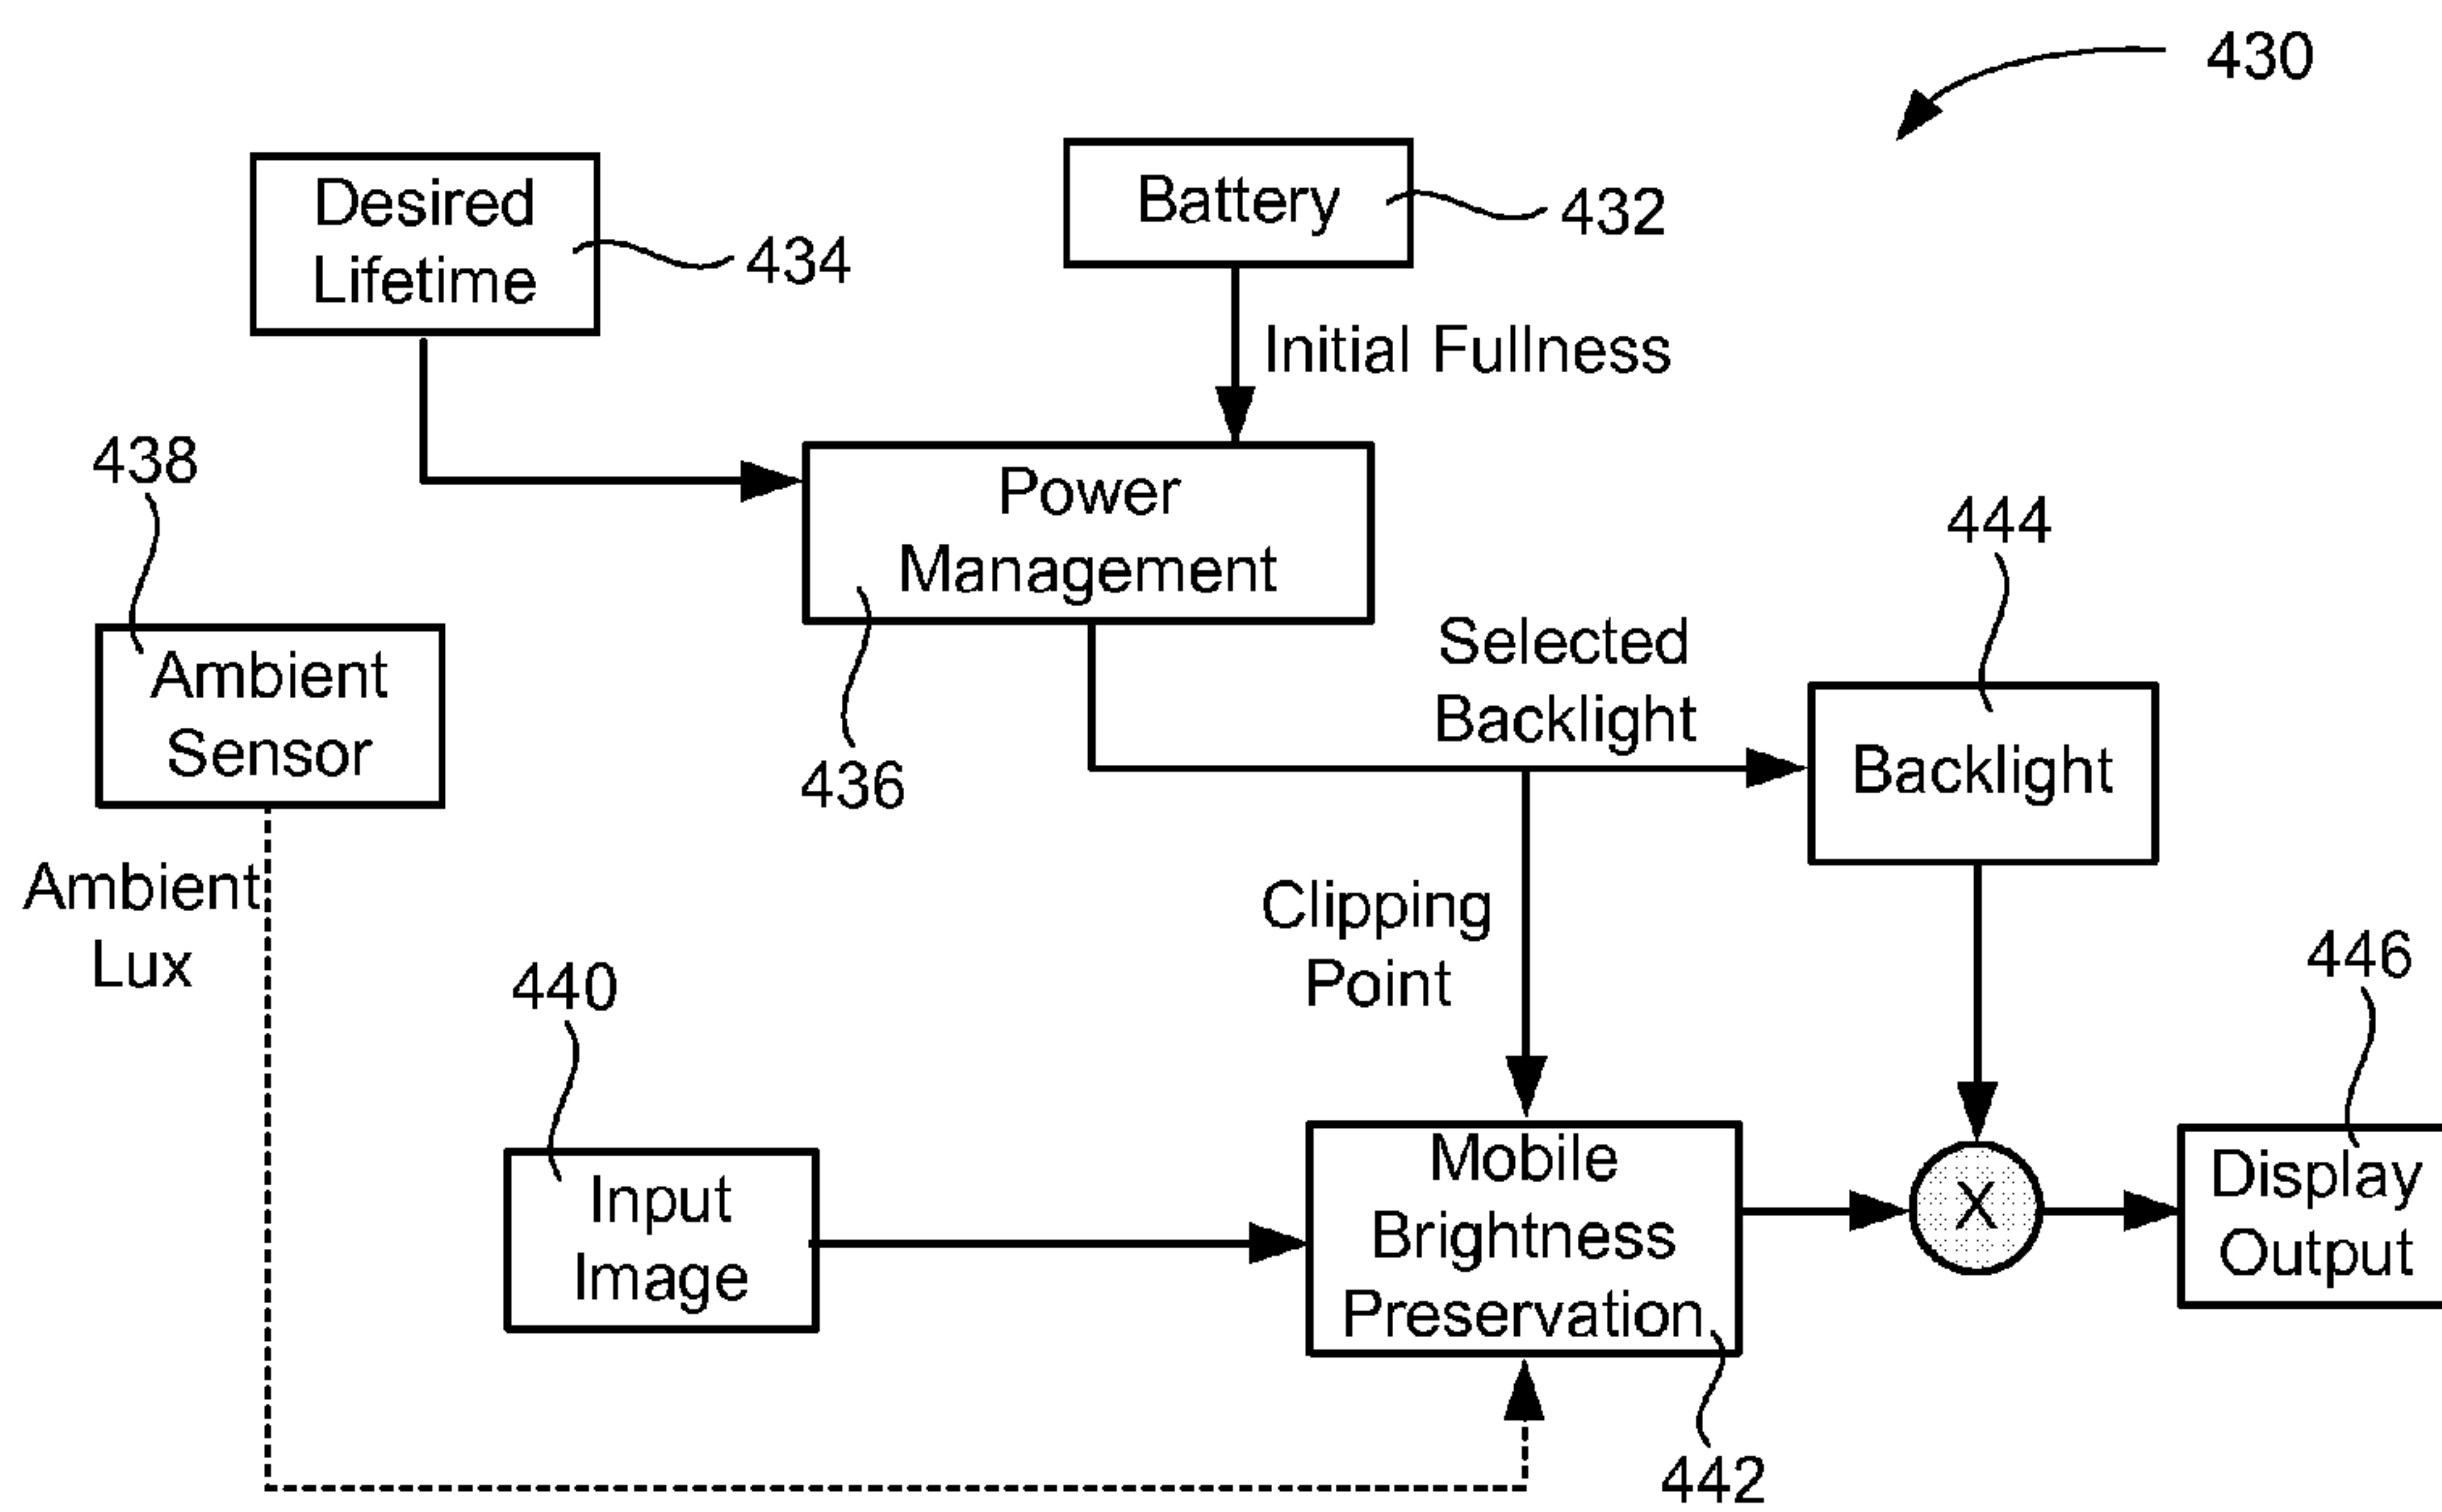 430
Desired
Lifetime
434
Battery
432
Initial Fullness
438
Power
Management
436
444
Ambient
Sensor
Selected
Backlight
Backlight
Ambient
Lux
Clipping
Point
440
446
Input
Image
Mobile
Brightness
Preservation
442
X
Display
Output